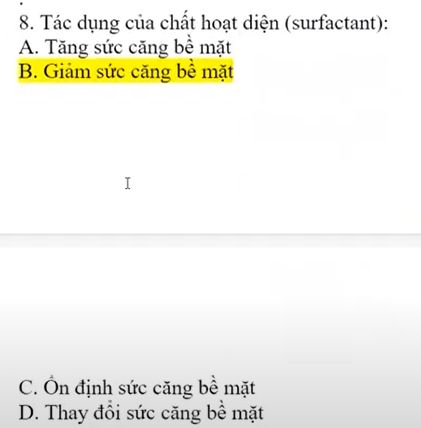 8. Tác dụng của chất hoạt diện (surfactant):
A. Tăng sức căng bề mặt
B. Giảm sức căng bề mặt
C. Ổn định sức căng bề mặt
D. Thay đổi sức căng bề mặt